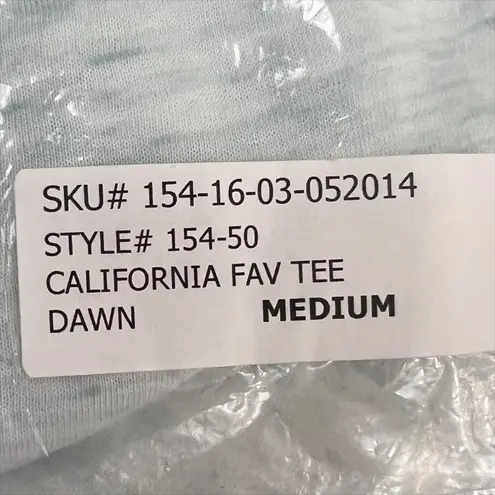 SKU# 154-16-03-052014
STYLE# 154-50
CALIFORNIA FAV TEE
DAWN MEDIUM